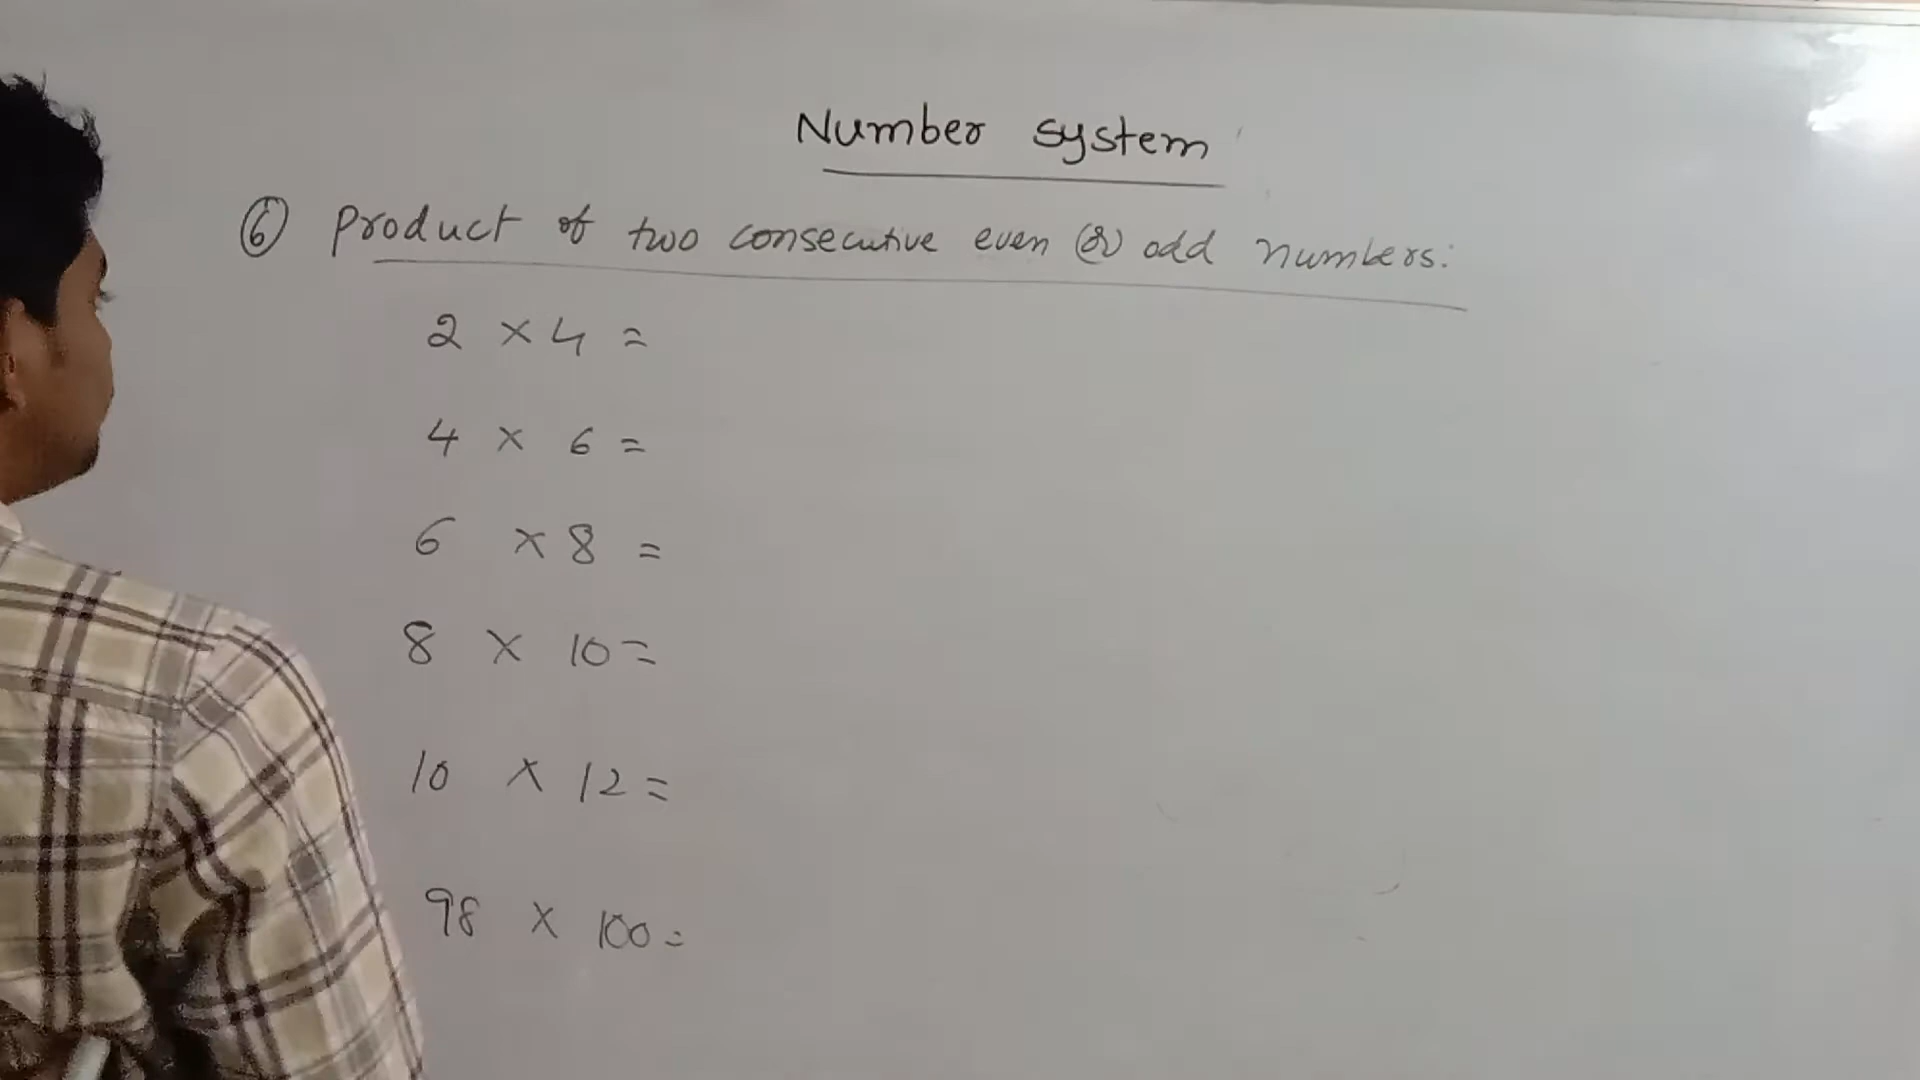 Number system
⑥ Product of two consecutive even (or) odd numbers:
2 × 4 =
4 × 6 =
6 × 8 =
8 × 10 =
10 × 12 =
98 × 100 =